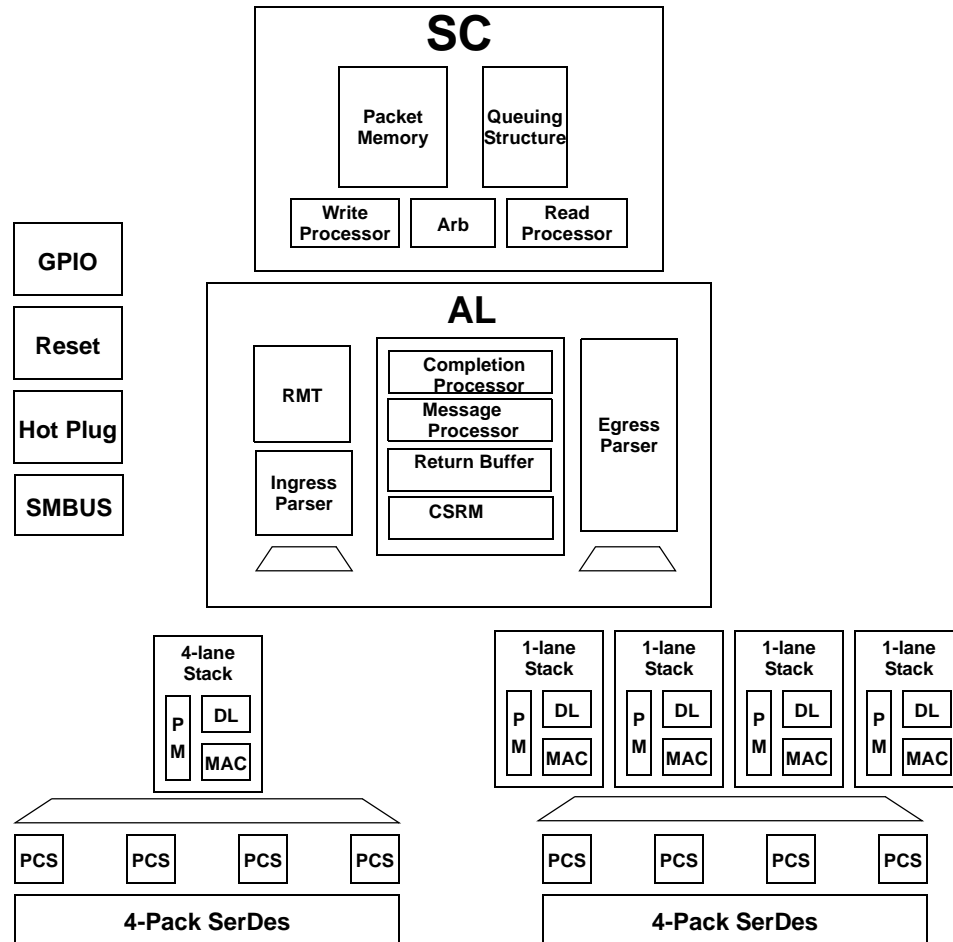 SC
Packet
Memory
Queuing
Structure
Write
Processor
Arb
Read
Processor
GPIO
Reset
Hot Plug
SMBUS
AL
RMT
Ingress
Parser
Completion
Processor
Message
Processor
Return Buffer
CSRM
Egress
Parser
4-lane
Stack
P
M
DL
MAC
1-lane
Stack
P
M
DL
MAC
1-lane
Stack
P
M
DL
MAC
1-lane
Stack
P
M
DL
MAC
1-lane
Stack
P
M
DL
MAC
PCS
PCS
PCS
PCS
4-Pack SerDes
PCS
PCS
PCS
PCS
4-Pack SerDes